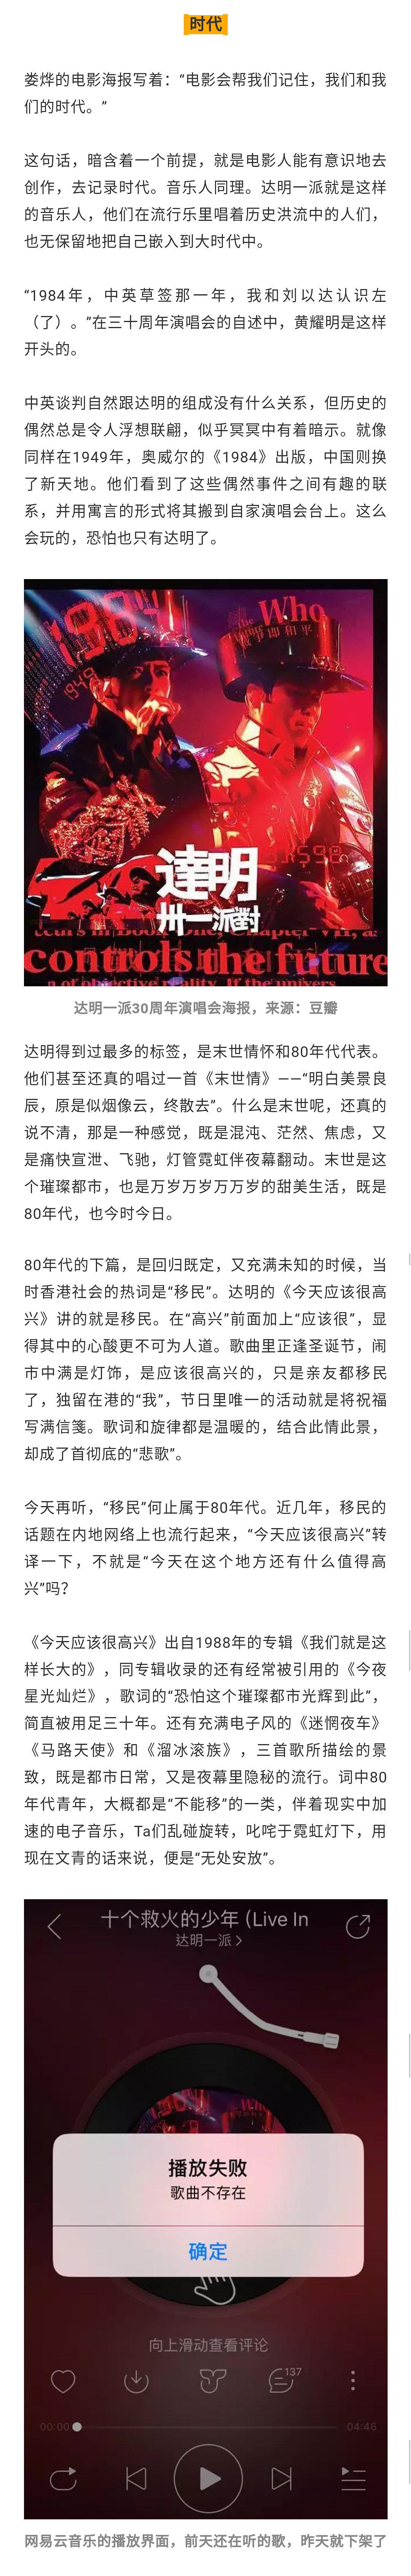 时代
娄烨的电影海报写着：“电影会帮我们记住，我们和我
们的时代。”
这句话，暗含着一个前提，就是电影人能有意识地去
创作，去记录时代。音乐人同理。达明一派就是这样
的音乐人，他们在流行乐里唱着历史洪流中的人们，
也无保留地把自己嵌入到大时代中。
“1984年，中英草签那一年，我和刘以达认识左
（了）。”在三十周年演唱会的自述中，黄耀明是这样
开头的。
中英谈判自然跟达明的组成没有什么关系，但历史的
偶然总是令人浮想联翩，似乎冥冥中有着暗示。就像
同样在1949年，奥威尔的《1984》出版，中国则换
了新天地。他们看到了这些偶然事件之间有趣的联
系，并用寓言的形式将其搬到自家演唱会台上。这么
会玩的，恐怕也只有达明了。
1984
Who
1949
達明
卅一派對
controls the future
n of objective reality. If the univers
达明一派30周年演唱会海报，来源：豆瓣
达明得到过最多的标签，是末世情怀和80年代代表。
他们甚至还真的唱过一首《末世情》——“明白美景良
辰，原是似烟像云，终散去”。什么是末世呢，还真的
说不清，那是一种感觉，既是混沌、茫然、焦虑，又
是痛快宣泄、飞驰，灯管霓虹伴夜幕翻动。末世是这
个璀璨都市，也是万岁万岁万万岁的甜美生活，既是
80年代，也今时今日。
80年代的下篇，是回归既定，又充满未知的时候，当
时香港社会的热词是“移民”。达明的《今天应该很高
兴》讲的就是移民。在“高兴”前面加上“应该很”，显
得其中的心酸更不可为人道。歌曲里正逢圣诞节，闹
市中满是灯饰，是应该很高兴的，只是亲友都移民
了，独留在港的“我”，节日里唯一的活动就是将祝福
写满信笺。歌词和旋律都是温暖的，结合此情此景，
却成了首彻底的“悲歌”。
今天再听，“移民”何止属于80年代。近几年，移民的
话题在内地网络上也流行起来，“今天应该很高兴”转
译一下，不就是“今天在这个地方还有什么值得高
兴”吗？
《今天应该很高兴》出自1988年的专辑《我们就是这
样长大的》，同专辑收录的还有经常被引用的《今夜
星光灿烂》，歌词的“恐怕这个璀璨都市光辉到此”，
简直被用足三十年。还有充满电子风的《迷惘夜车》
《马路天使》和《溜冰滚族》，三首歌所描绘的景
致，既是都市日常，又是夜幕里隐秘的流行。词中80
年代青年，大概都是“不能移”的一类，伴着现实中加
速的电子音乐，Ta们乱碰旋转，叱咤于霓虹灯下，用
现在文青的话来说，便是“无处安放”。
十个救火的少年 (Live In
达明一派
播放失败
歌曲不存在
确定
向上滑动查看评论
137
00:00
04:46
网易云音乐的播放界面，前天还在听的歌，昨天就下架了